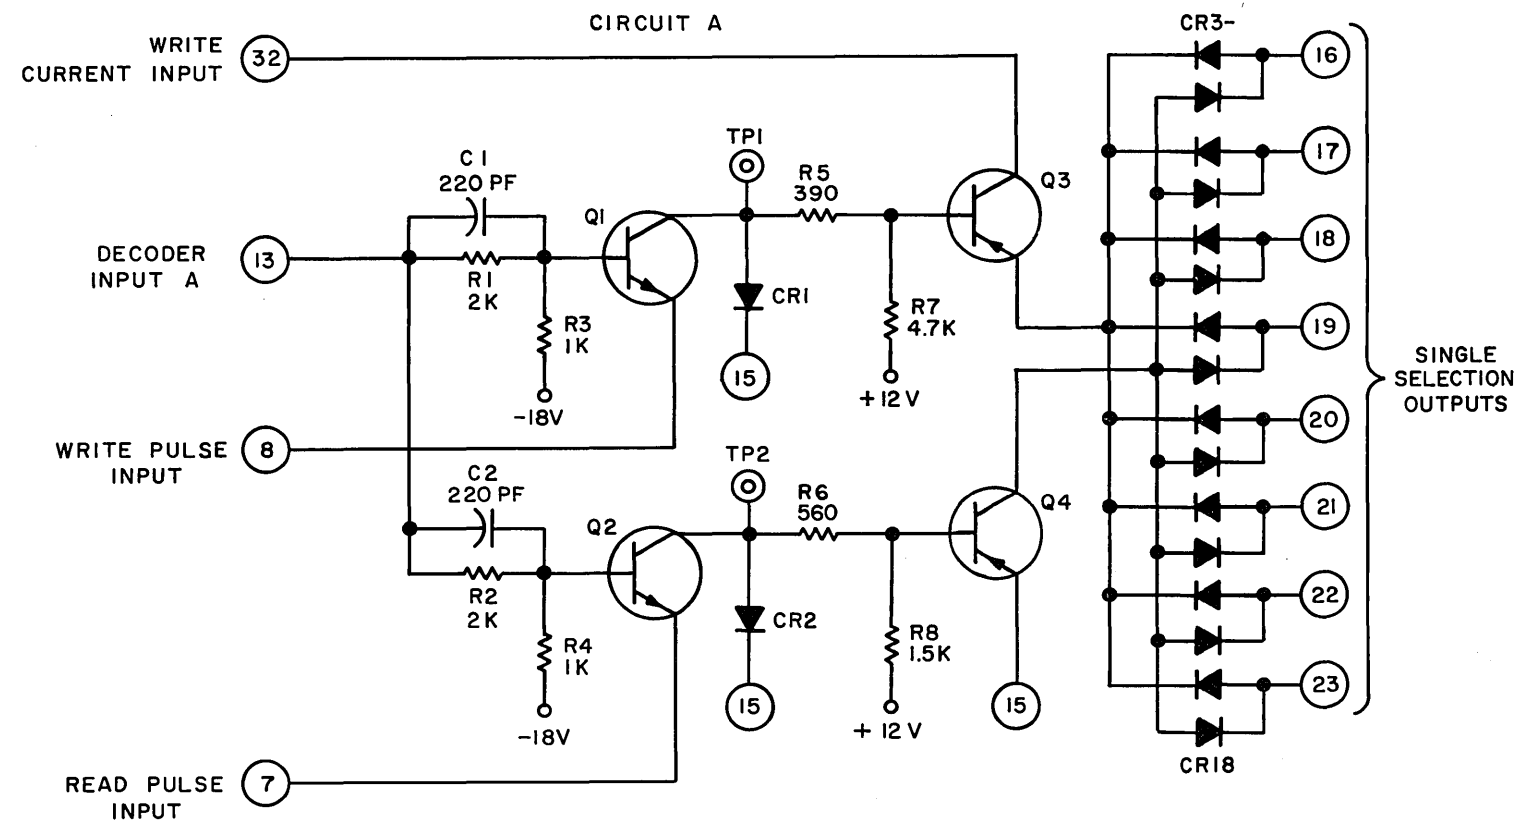 CIRCUIT A
CR3-
WRITE
CURRENT INPUT
32
16
TP1
C1
220 PF
R5
390
Q3
17
Q1
DECODER
INPUT A
13
R1
2K
18
CR1
R3
1K
R7
4.7K
19
15
-18V
+12V
SINGLE
SELECTION
OUTPUTS
20
WRITE PULSE
INPUT
8
TP2
C2
220 PF
R6
560
Q4
21
Q2
R2
2K
22
CR2
R4
1K
R8
1.5K
23
15
15
-18V
+ 12V
CR18
READ PULSE
INPUT
7